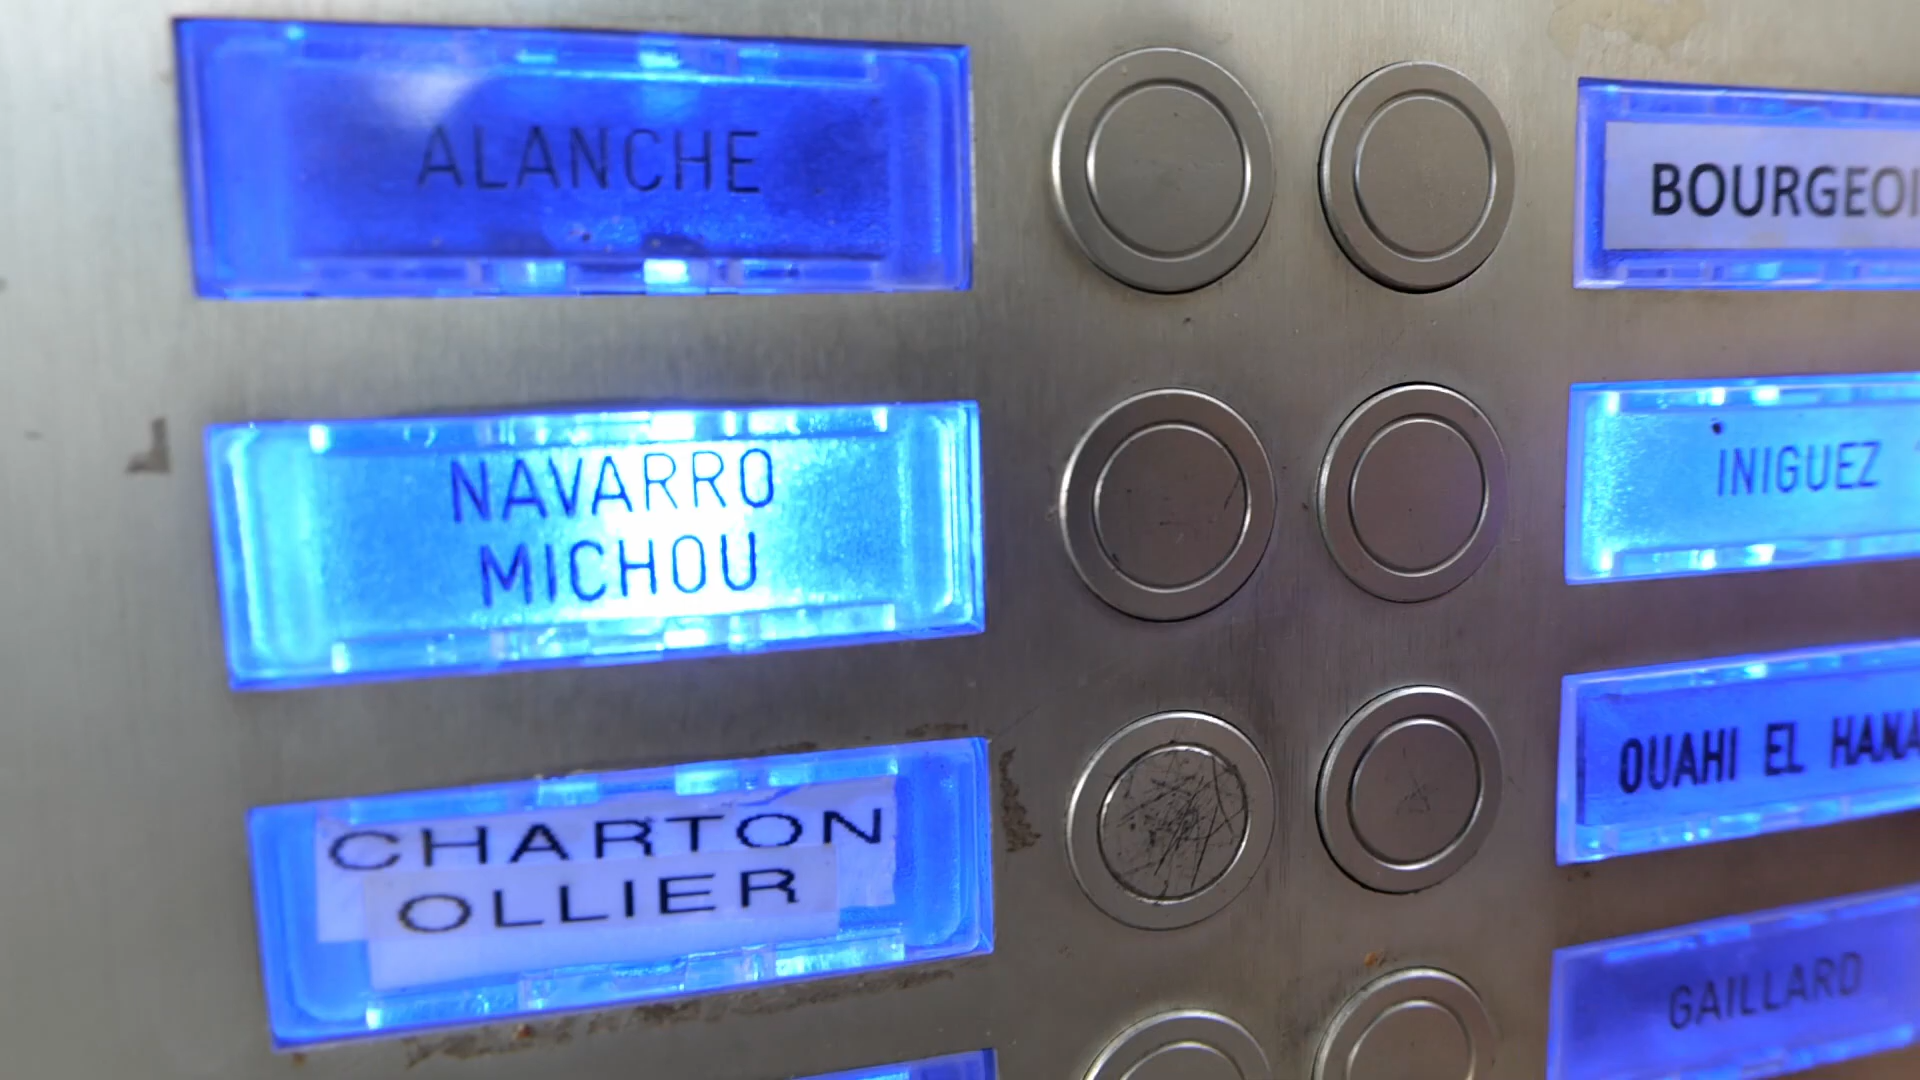 ALANCHE
NAVARRO
MICHOU
CHARTON
OLLIER
BOURGEOI
INIGUEZ
OUAHI EL HANA
GAILLARD